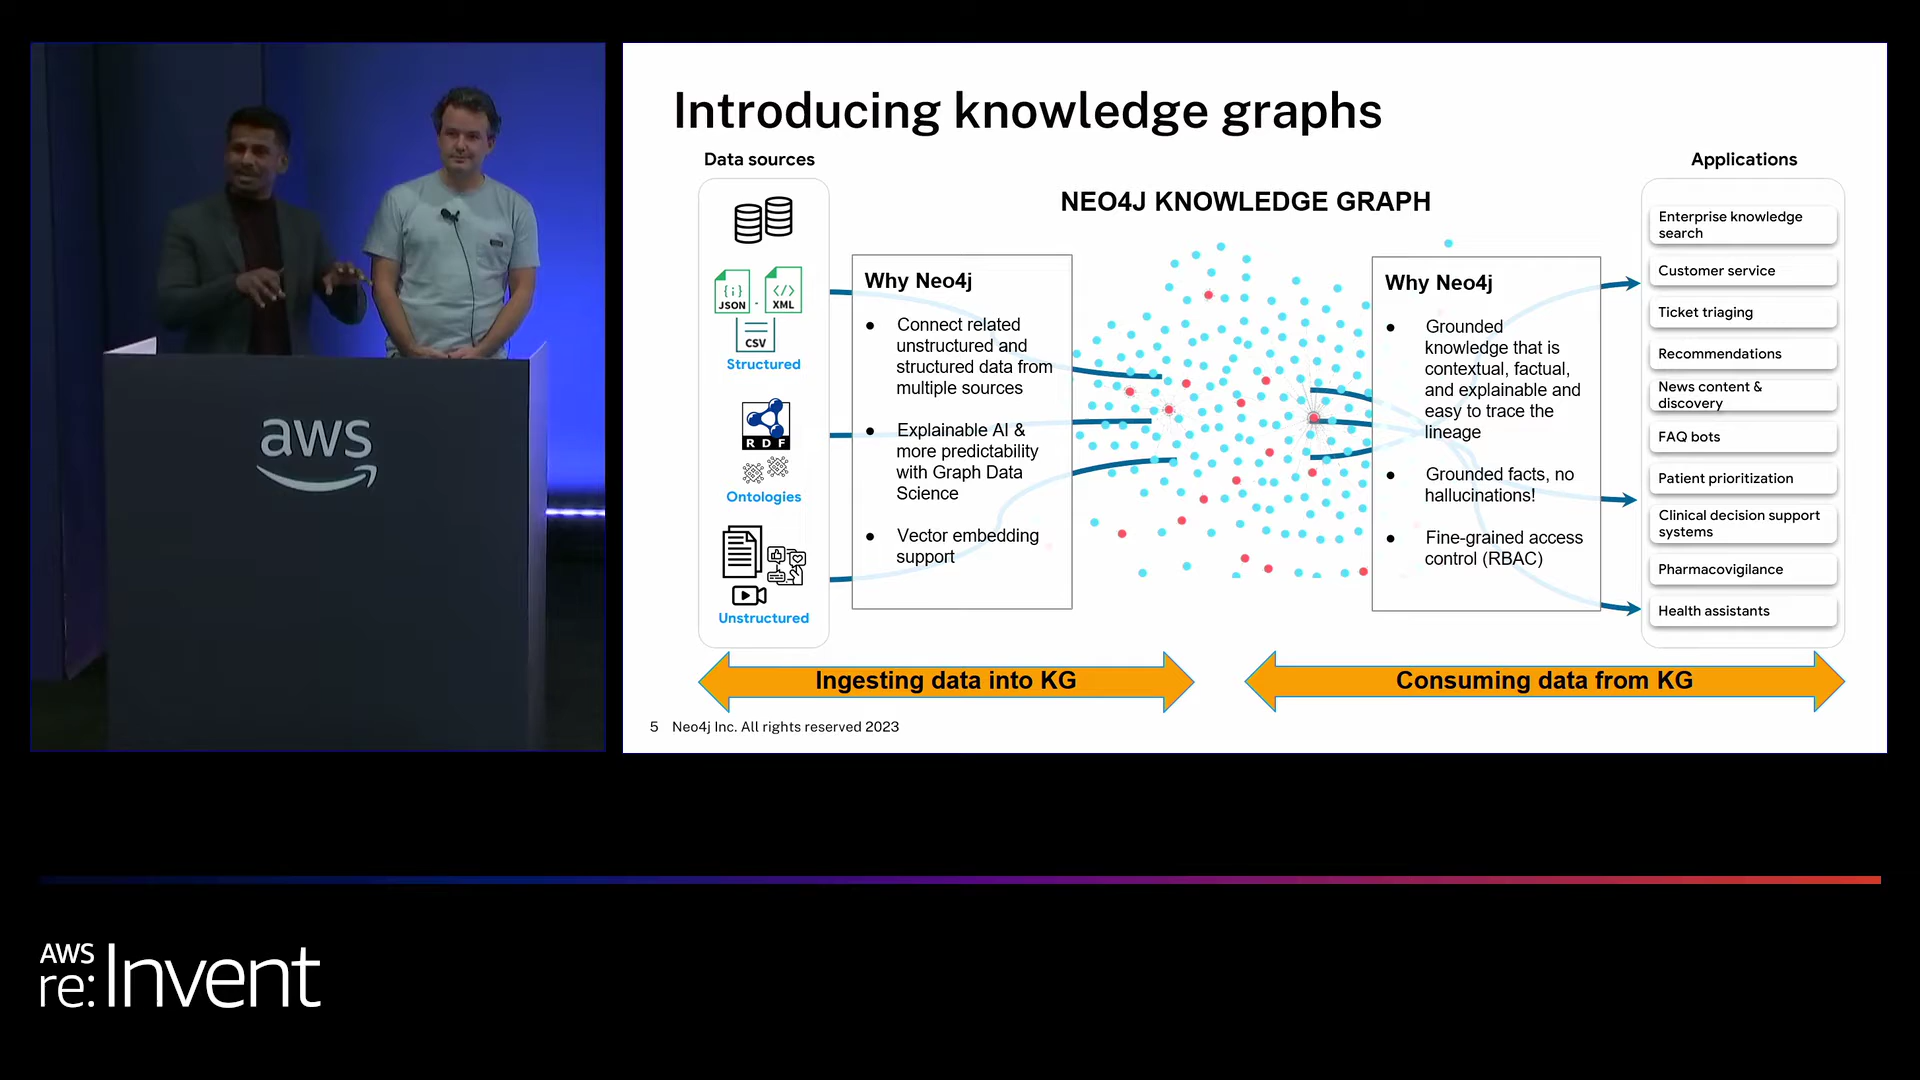 Introducing knowledge graphs
Data sources
Applications
NEO4J KNOWLEDGE GRAPH
{;}
JSON
</>
XML
CSV
Structured
RDF
Ontologies
Unstructured
Why Neo4j
● Connect related
unstructured and
structured data from
multiple sources
● Explainable AI &
more predictability
with Graph Data
Science
● Vector embedding
support
Why Neo4j
● Grounded
knowledge that is
contextual, factual,
and explainable and
easy to trace the
lineage
● Grounded facts, no
hallucinations!
● Fine-grained access
control (RBAC)
Enterprise knowledge
search
Customer service
Ticket triaging
Recommendations
News content &
discovery
FAQ bots
Patient prioritization
Clinical decision support
systems
Pharmacovigilance
Health assistants
Ingesting data into KG
Consuming data from KG
5 Neo4j Inc. All rights reserved 2023
aws
AWS
re:Invent